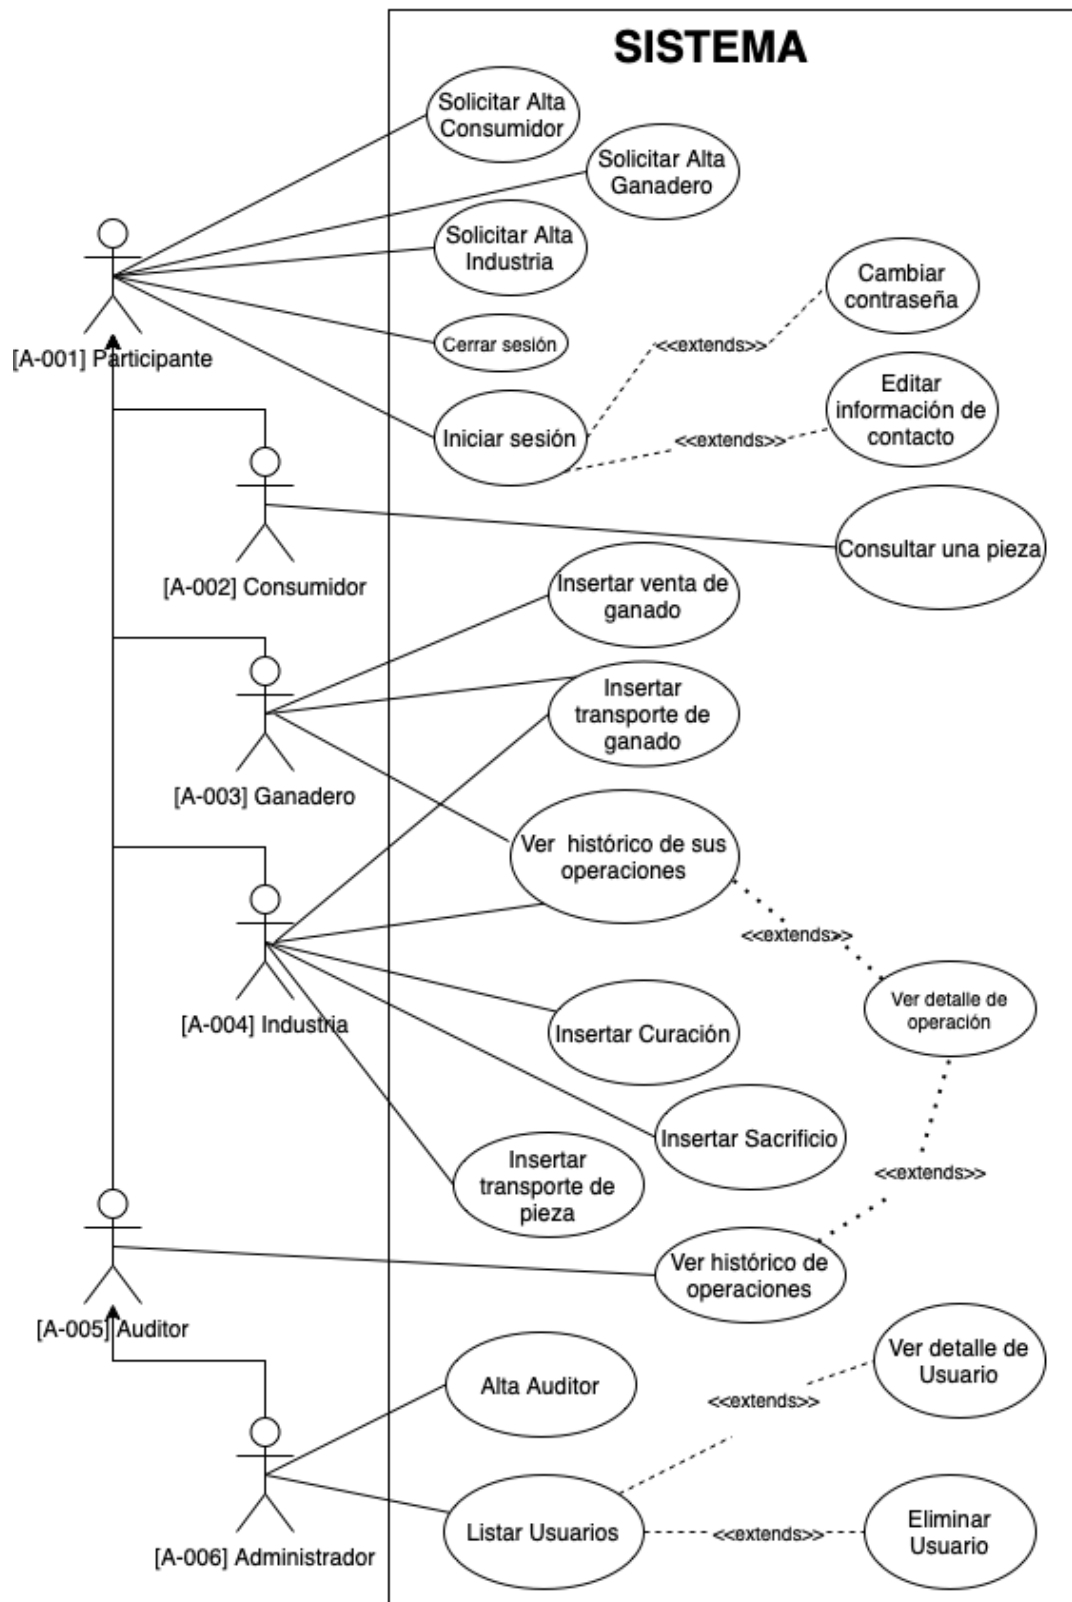 SISTEMA
Solicitar Alta
Consumidor
Solicitar Alta
Ganadero
Solicitar Alta
Industria
Cambiar
contraseña
[A-001] Participante
Cerrar sesión
<<extends>>
Editar
información de
contacto
Iniciar sesión
<<extends>>
Consultar una pieza
[A-002] Consumidor
Insertar venta de
ganado
Insertar
transporte de
ganado
[A-003] Ganadero
Ver histórico de sus
operaciones
<<extends>>
Ver detalle de
operación
[A-004] Industria
Insertar Curación
Insertar Sacrificio
Insertar
transporte de
pieza
<<extends>>
Ver histórico de
operaciones
[A-005] Auditor
Ver detalle de
Usuario
Alta Auditor
<<extends>>
Listar Usuarios
<<extends>>
Eliminar
Usuario
[A-006] Administrador